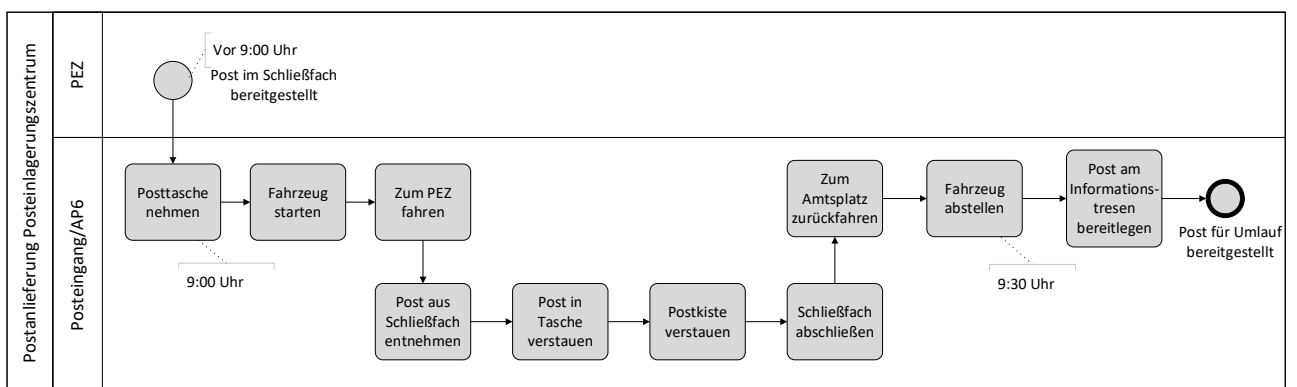 Postanlieferung Posteinlagerungszentrum
PEZ
Vor 9:00 Uhr
Post im Schließfach
bereitgestellt
Posteingang/AP6
Posttasche
nehmen
9:00 Uhr
Fahrzeug
starten
Zum PEZ
fahren
Post aus
Schließfach
entnehmen
Post in
Tasche
verstauen
Postkiste
verstauen
Schließfach
abschließen
Zum
Amtsplatz
zurückfahren
Fahrzeug
abstellen
9:30 Uhr
Post am
Informations-
tresen
bereitlegen
Post für Umlauf
bereitgestellt